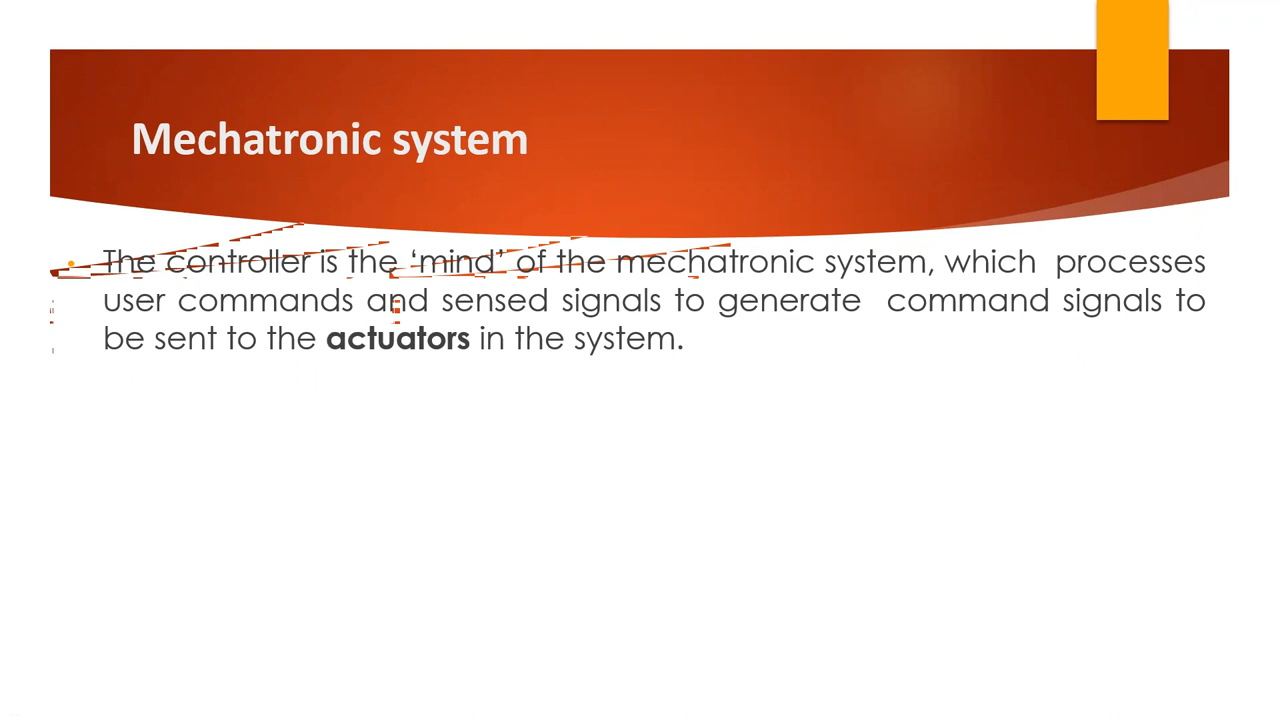 Mechatronic system
• The controller is the ‘mind’ of the mechatronic system, which processes
user commands and sensed signals to generate command signals to
be sent to the actuators in the system.